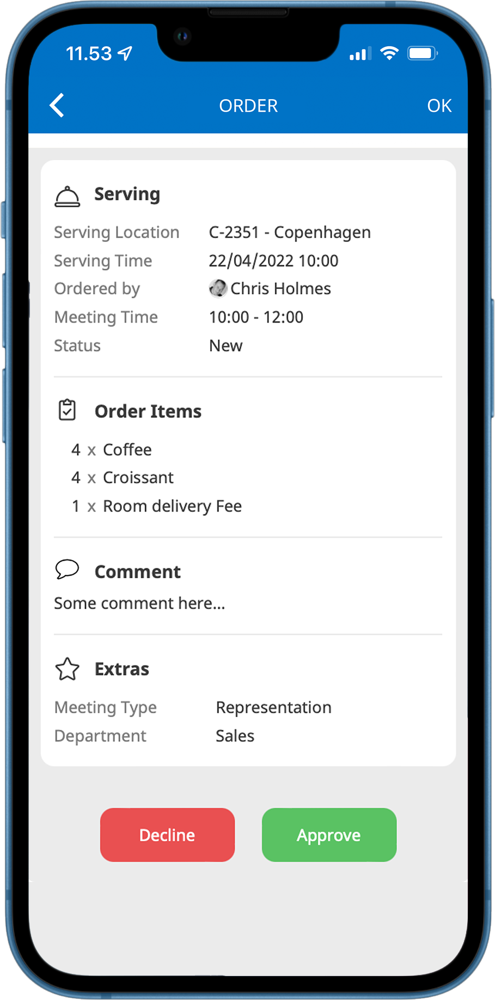 11.53
ORDER OK
Serving
Serving Location C-2351 - Copenhagen
Serving Time 22/04/2022 10:00
Ordered by Chris Holmes
Meeting Time 10:00 - 12:00
Status New
Order Items
4 x Coffee
4 x Croissant
1 x Room delivery Fee
Comment
Some comment here...
Extras
Meeting Type Representation
Department Sales
Decline Approve